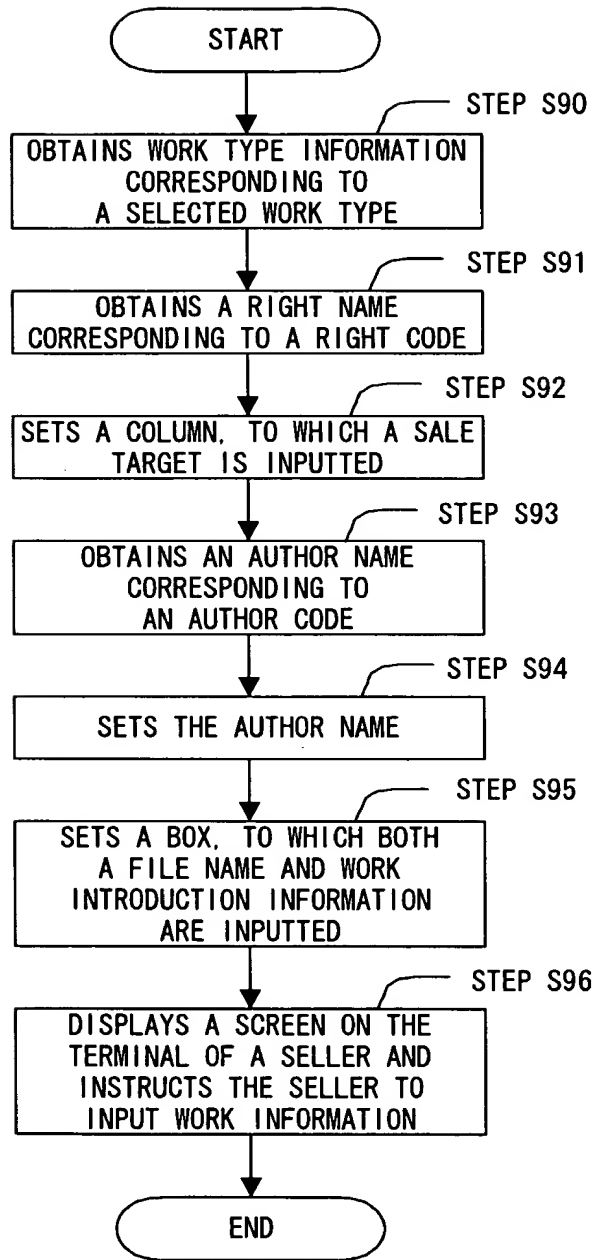 START
STEP S90
OBTAINS WORK TYPE INFORMATION
CORRESPONDING TO
A SELECTED WORK TYPE
STEP S91
OBTAINS A RIGHT NAME
CORRESPONDING TO A RIGHT CODE
STEP S92
SETS A COLUMN, TO WHICH A SALE
TARGET IS INPUTTED
STEP S93
OBTAINS AN AUTHOR NAME
CORRESPONDING TO
AN AUTHOR CODE
STEP S94
SETS THE AUTHOR NAME
STEP S95
SETS A BOX, TO WHICH BOTH
A FILE NAME AND WORK
INTRODUCTION INFORMATION
ARE INPUTTED
STEP S96
DISPLAYS A SCREEN ON THE
TERMINAL OF A SELLER AND
INSTRUCTS THE SELLER TO
INPUT WORK INFORMATION
END